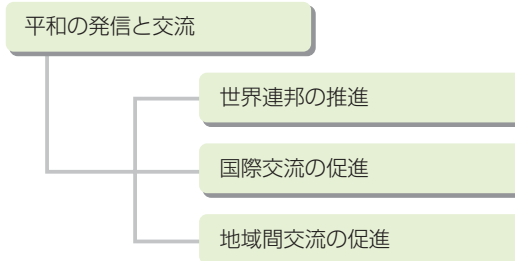 平和の発信と交流
世界連邦の推進
国際交流の促進
地域間交流の促進